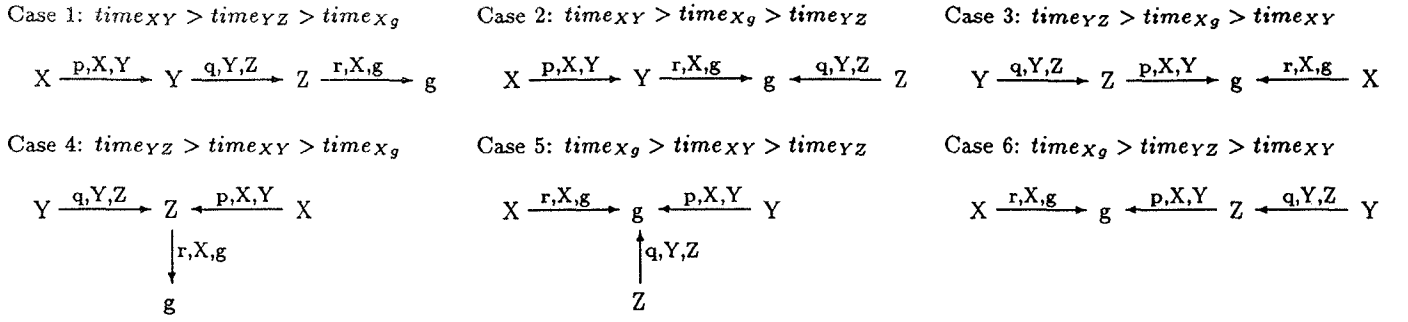 Case 1: time_XY > time_YZ > time_Xg
X p,X,Y Y q,Y,Z Z r,X,g g
Case 2: time_XY > time_Xg > time_YZ
X p,X,Y Y r,X,g g q,Y,Z Z
Case 3: time_YZ > time_Xg > time_XY
Y q,Y,Z Z p,X,Y g r,X,g X
Case 4: time_YZ > time_XY > time_Xg
Y q,Y,Z Z p,X,Y X
r,X,g
g
Case 5: time_Xg > time_XY > time_YZ
X r,X,g g p,X,Y Y
q,Y,Z
Z
Case 6: time_Xg > time_YZ > time_XY
X r,X,g g p,X,Y Z q,Y,Z Y